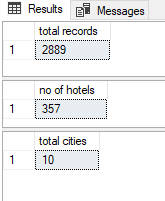 Results Messages
total records
1 2889
no of hotels
1 357
total cities
1 10